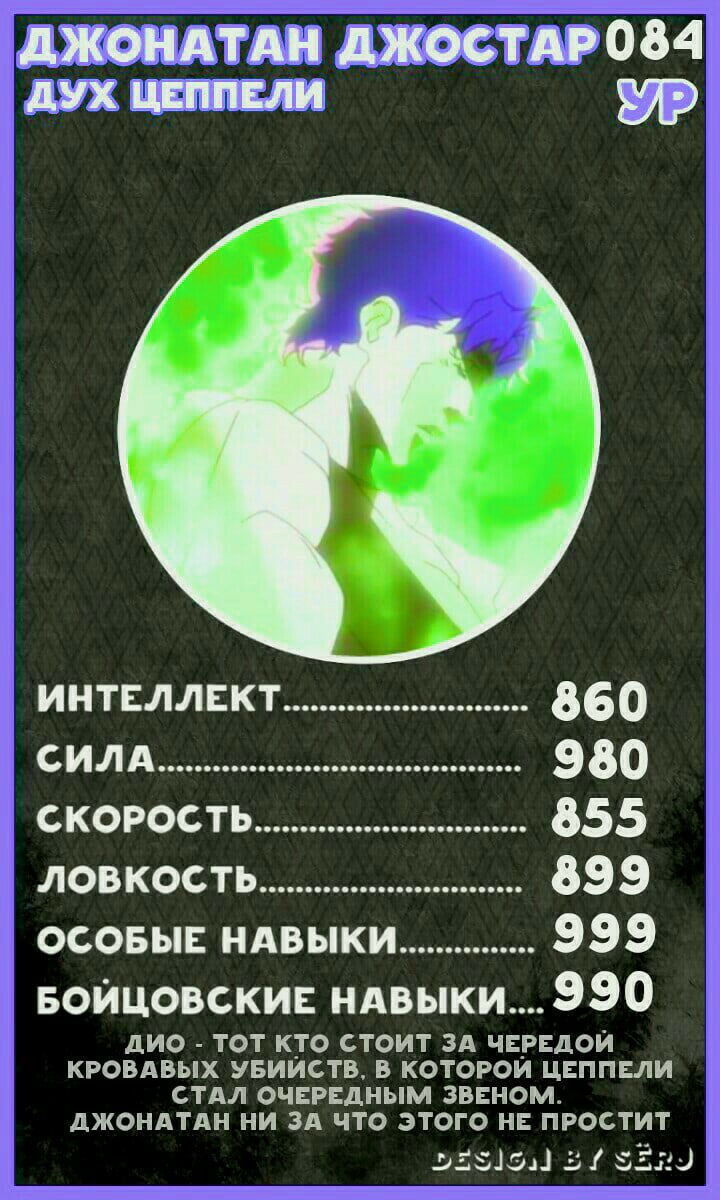 ДЖОНАТАН ДЖОСТАР 084
ДУХ ЦЕППЕЛИ УР
ИНТЕЛЛЕКT........................... 860
СИЛА........................................ 980
СКОРОСТЬ.............................. 855
ЛОВКОСТЬ............................. 899
ОСОБЫЕ НАВЫКИ............... 999
БОЙЦОВСКИЕ НАВЫКИ.... 990
ДИО - ТОТ КТО СТОИТ ЗА ЧЕРЕДОЙ
КРОВАВЫХ УБИЙСТВ, В КОТОРОЙ ЦЕППЕЛИ
СТАЛ ОЧЕРЕДНЫМ ЗВЕНОМ.
ДЖОНАТАН НИ ЗА ЧТО ЭТОГО НЕ ПРОСТИТ
DESIGN BY SЁRJ